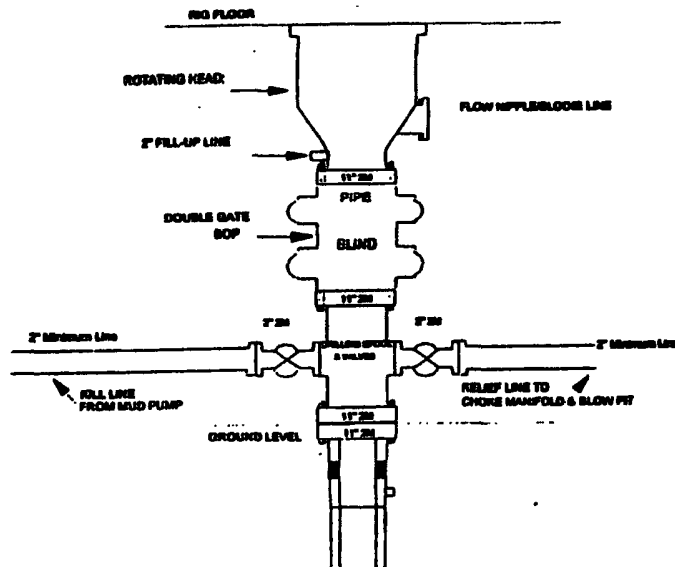 RIG FLOOR
ROTATING HEAD:
FLOW NIPPLE/BLOOIE LINE
2" FILL-UP LINE
11" 3M
PIPE
DOUBLE GATE
BOP
BLIND
11" 3M
2" 3M
2" 3M
2" Minimum Line
DRILLING SPOOL
& VALVES
2" Minimum Line
KILL LINE
FROM MUD PUMP
RELIEF LINE TO
CHOKE MANIFOLD & BLOW PIT
11" 3M
GROUND LEVEL
11" 3M